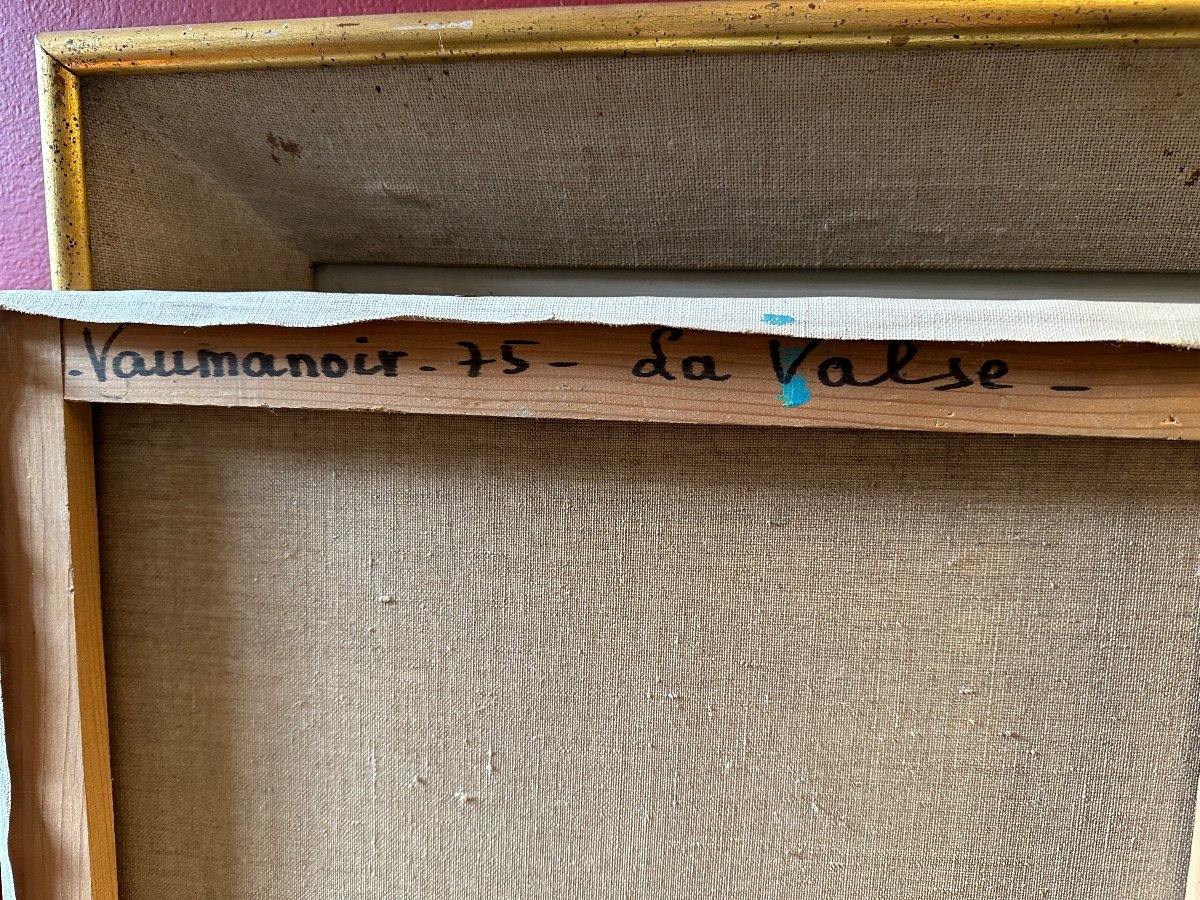 .Vaumanoir. 75 - La Valse -